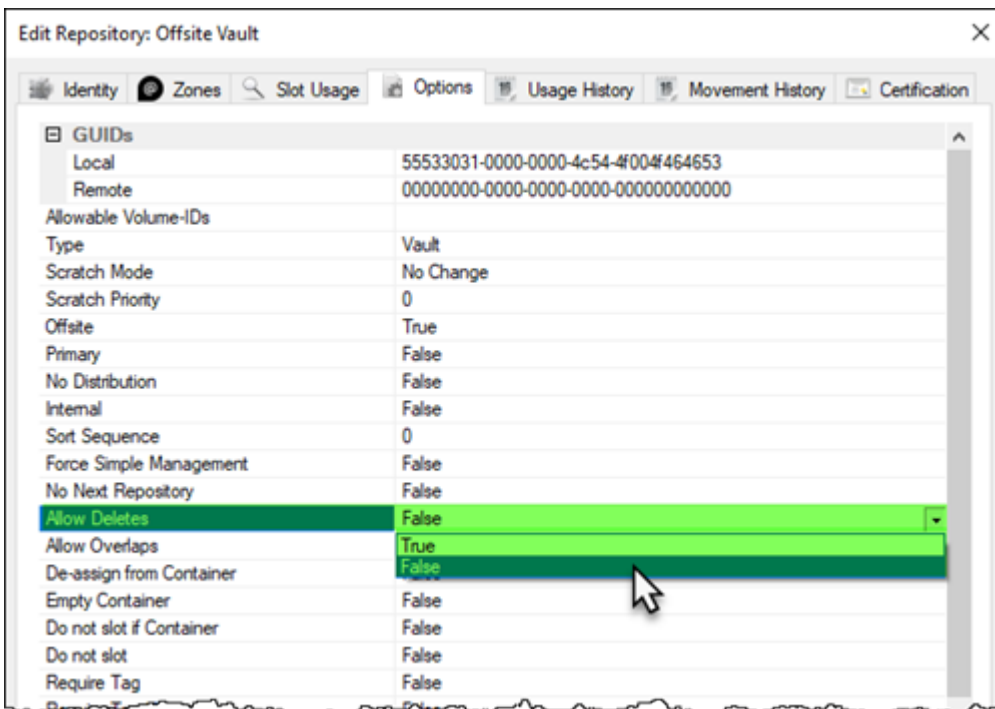 Edit Repository: Offsite Vault
Identity Zones Slot Usage Options Usage History Movement History Certification
GUIDs
Local 55533031-0000-0000-4c54-4f004f464653
Remote 00000000-0000-0000-0000-000000000000
Allowable Volume-IDs
Type Vault
Scratch Mode No Change
Scratch Priority 0
Offsite True
Primary False
No Distribution False
Internal False
Sort Sequence 0
Force Simple Management False
No Next Repository False
Allow Deletes False
Allow Overlaps True
De-assign from Container False
Empty Container False
Do not slot if Container False
Do not slot False
Require Tag False